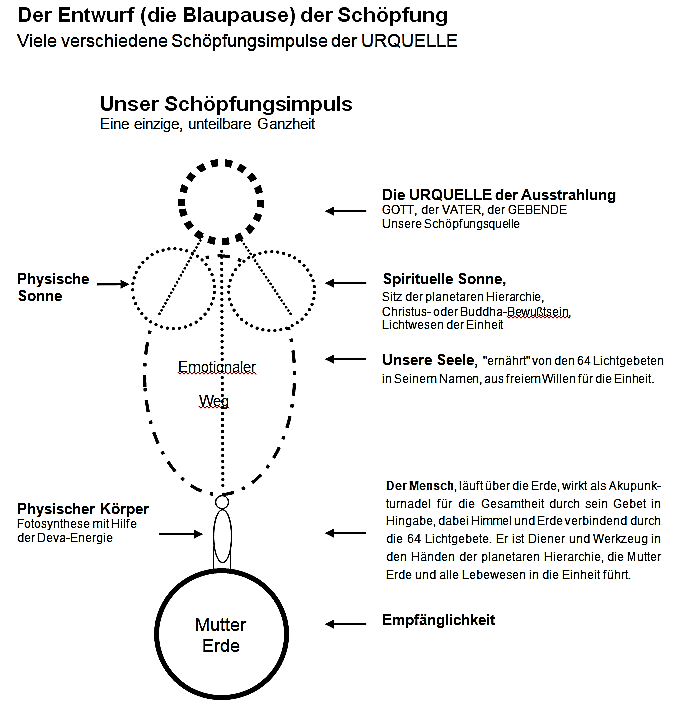 Der Entwurf (die Blaupause) der Schöpfung
Viele verschiedene Schöpfungsimpulse der URQUELLE
Unser Schöpfungsimpuls
Eine einzige, unteilbare Ganzheit
Die URQUELLE der Ausstrahlung
GOTT, der VATER, der GEBENDE
Unsere Schöpfungsquelle
Physische
Sonne
Spirituelle Sonne,
Sitz der planetaren Hierarchie,
Christus- oder Buddha-Bewußtsein,
Lichtwesen der Einheit
Emotionaler
Weg
Unsere Seele, "ernährt" von den 64 Lichtgebeten
in Seinem Namen, aus freiem Willen für die Einheit.
Physischer Körper
Fotosynthese mit Hilfe
der Deva-Energie
Der Mensch, läuft über die Erde, wirkt als Akupunk-
turnadel für die Gesamtheit durch sein Gebet in
Hingabe, dabei Himmel und Erde verbindend durch
die 64 Lichtgebete. Er ist Diener und Werkzeug in
den Händen der planetaren Hierarchie, die Mutter
Erde und alle Lebewesen in die Einheit führt.
Mutter
Erde
Empfänglichkeit